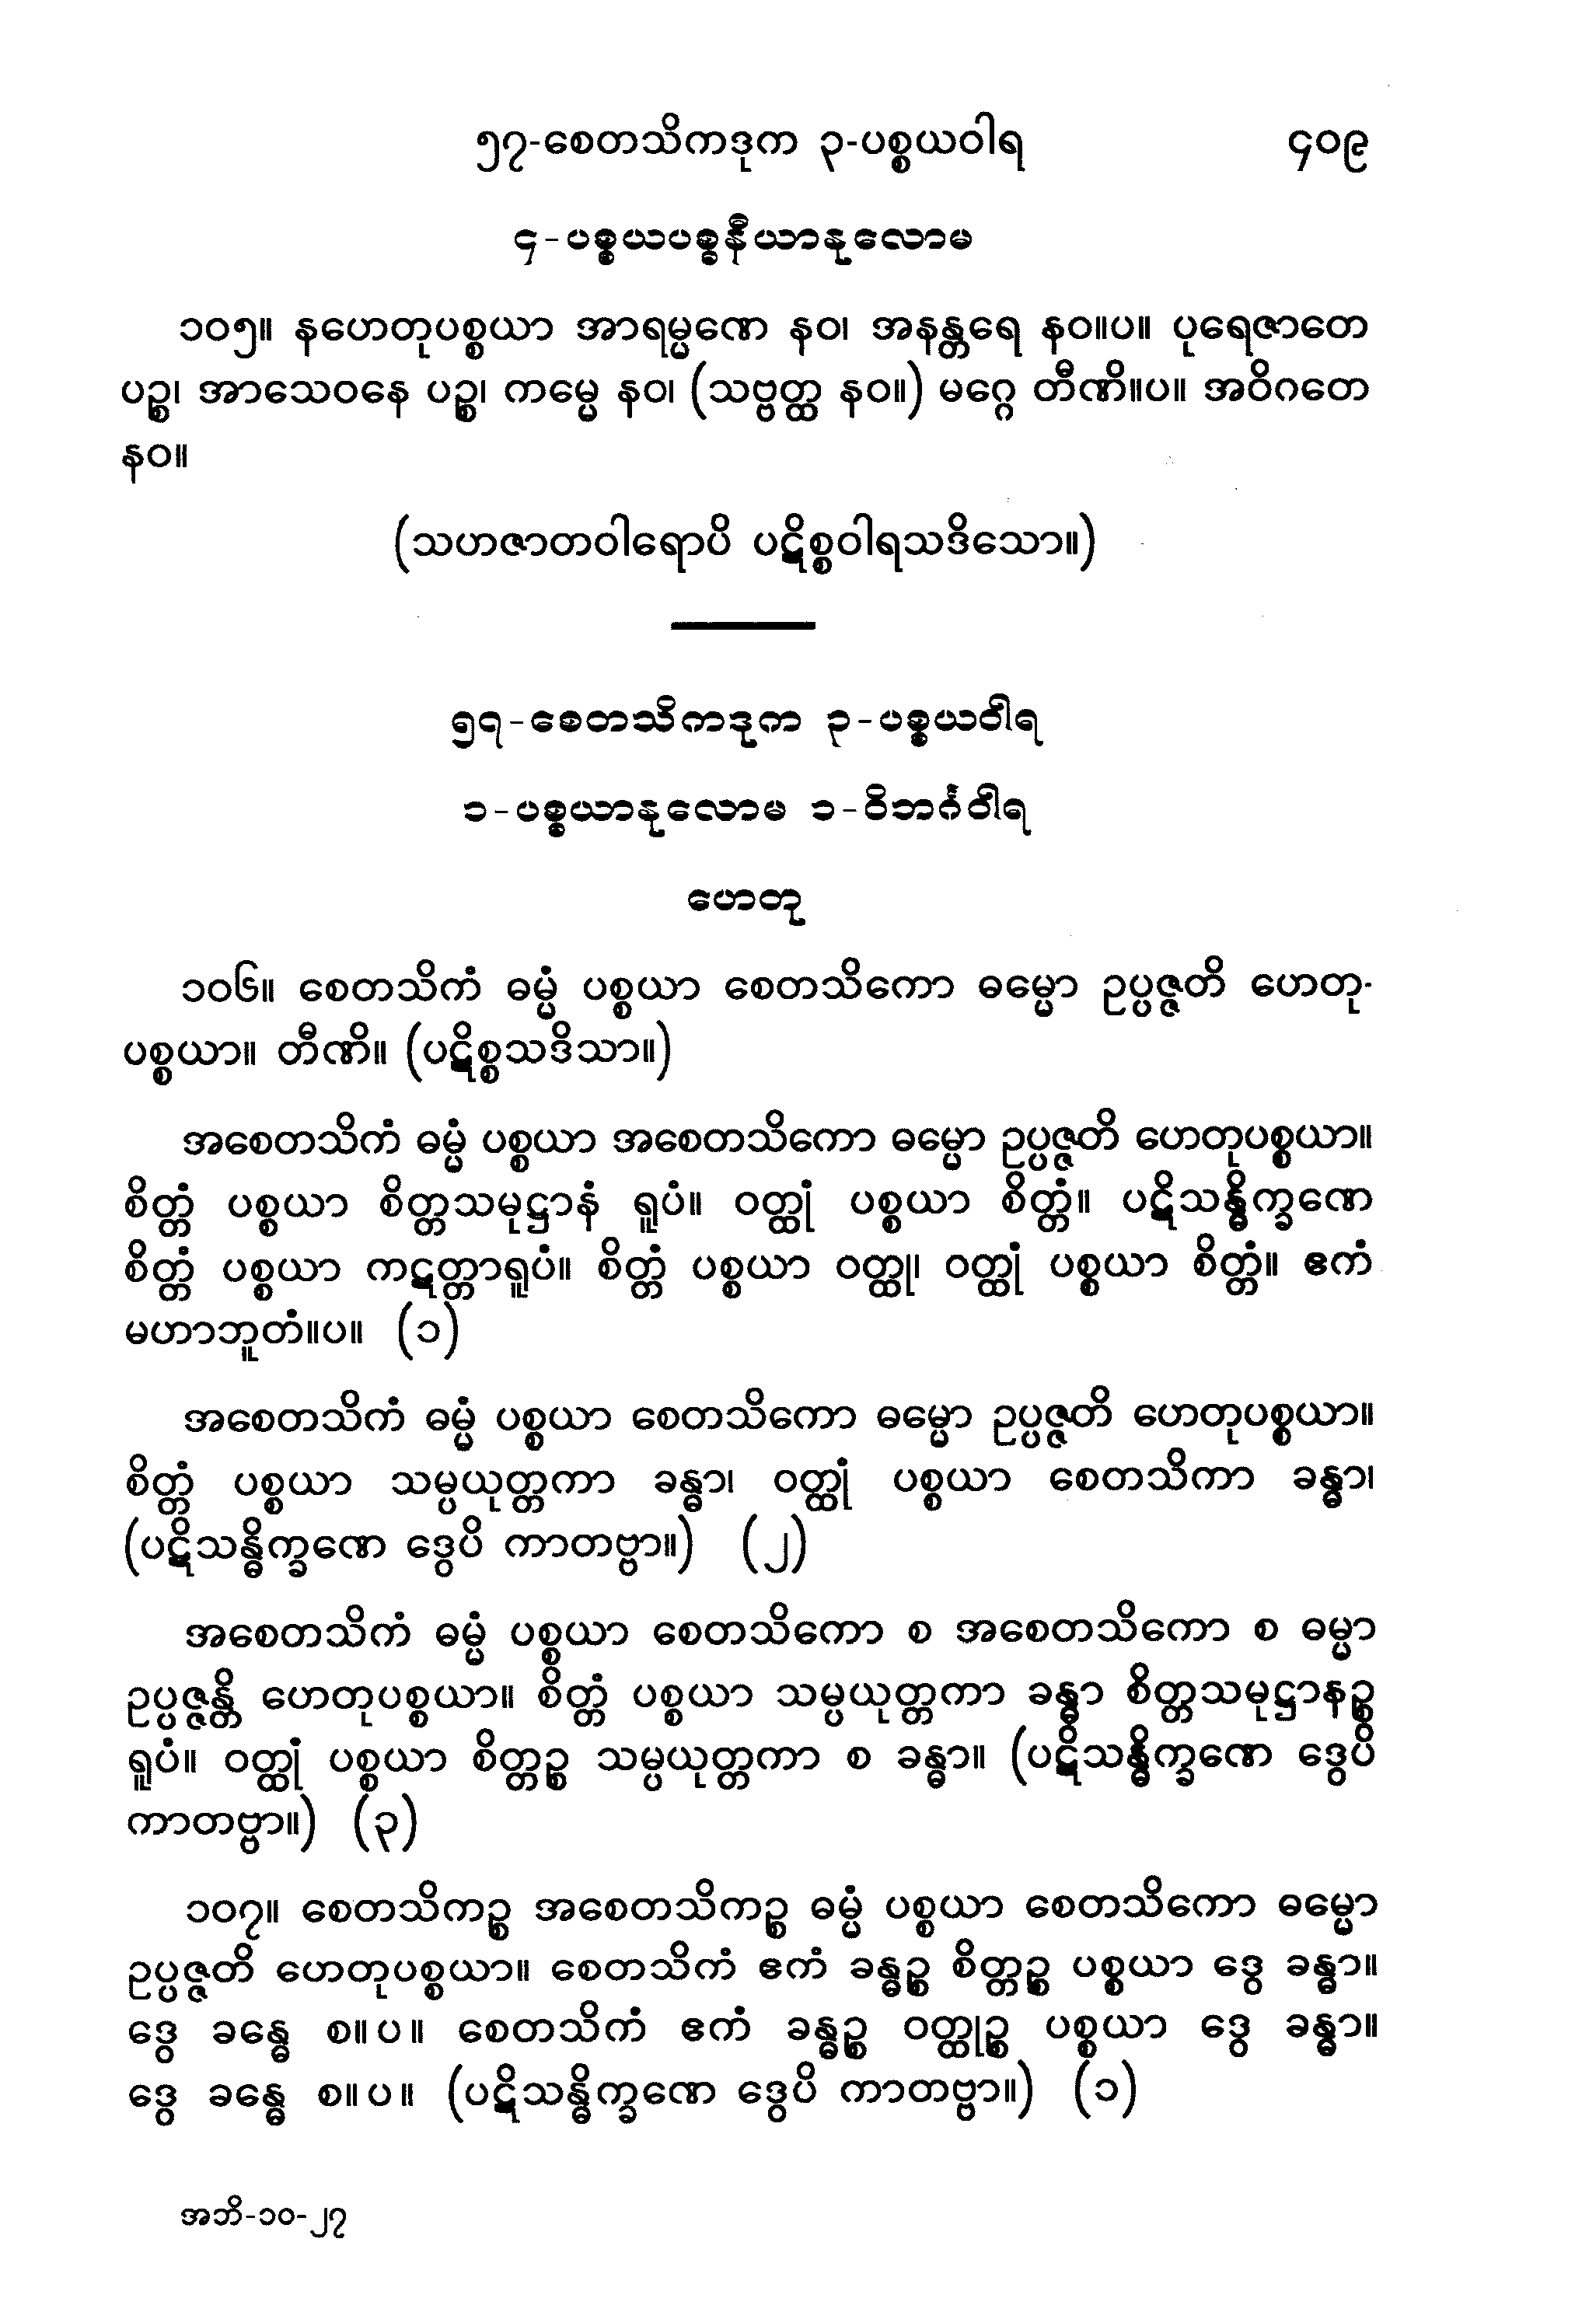 ၅၇-စေတသိကဒုက ၃-ပစ္စယဝါရ ၄၀၉
၄-ပစ္စယပစ္စနီယာနုလောမ
၁၀၅။ နဟေတုပစ္စယာ အာရမ္မဏေ နဝ၊ အနန္တရေ နဝ။ပ။ ပုရေဇာတေ
ပဉ္စ၊ အာသေဝနေ ပဉ္စ၊ ကမ္မေ နဝ၊ (သဗ္ဗတ္ထ နဝ။) မဂ္ဂေ တီဏိ။ပ။ အဝိဂတေ
နဝ။
(သဟဇာတဝါရောပိ ပဋိစ္စဝါရသဒိသော။)
၅၇-စေတသိကဒုက ၃-ပစ္စယဝါရ
၁-ပစ္စယာနုလောမ ၁-ဝိဘင်္ဂဝါရ
ဟေတု
၁၀၆။ စေတသိကံ ဓမ္မံ ပစ္စယာ စေတသိကော ဓမ္မော ဥပ္ပဇ္ဇတိ ဟေတု-
ပစ္စယာ။ တီဏိ။ (ပဋိစ္စသဒိသာ။)
အစေတသိကံ ဓမ္မံ ပစ္စယာ အစေတသိကော ဓမ္မော ဥပ္ပဇ္ဇတိ ဟေတုပစ္စယာ။
စိတ္တံ ပစ္စယာ စိတ္တသမုဋ္ဌာနံ ရူပံ။ ဝတ္ထုံ ပစ္စယာ စိတ္တံ။ ပဋိသန္ဓိက္ခဏေ
စိတ္တံ ပစ္စယာ ကဋတ္တာရူပံ။ စိတ္တံ ပစ္စယာ ဝတ္ထု၊ ဝတ္ထုံ ပစ္စယာ စိတ္တံ။ ဧကံ
မဟာဘူတံ။ပ။ (၁)
အစေတသိကံ ဓမ္မံ ပစ္စယာ စေတသိကော ဓမ္မော ဥပ္ပဇ္ဇတိ ဟေတုပစ္စယာ။
စိတ္တံ ပစ္စယာ သမ္ပယုတ္တကာ ခန္ဓာ၊ ဝတ္ထုံ ပစ္စယာ စေတသိကာ ခန္ဓာ၊
(ပဋိသန္ဓိက္ခဏေ ဒွေပိ ကာတဗ္ဗာ။) (၂)
အစေတသိကံ ဓမ္မံ ပစ္စယာ စေတသိကော စ အစေတသိကော စ ဓမ္မာ
ဥပ္ပဇ္ဇန္တိ ဟေတုပစ္စယာ။ စိတ္တံ ပစ္စယာ သမ္ပယုတ္တကာ ခန္ဓာ စိတ္တသမုဋ္ဌာနဉ္စ
ရူပံ။ ဝတ္ထုံ ပစ္စယာ စိတ္တဉ္စ သမ္ပယုတ္တကာ စ ခန္ဓာ။ (ပဋိသန္ဓိက္ခဏေ ဒွေပိ
ကာတဗ္ဗာ။) (၃)
၁၀၇။ စေတသိကဉ္စ အစေတသိကဉ္စ ဓမ္မံ ပစ္စယာ စေတသိကော ဓမ္မော
ဥပ္ပဇ္ဇတိ ဟေတုပစ္စယာ။ စေတသိကံ ဧကံ ခန္ဓဉ္စ စိတ္တဉ္စ ပစ္စယာ ဒွေ ခန္ဓာ။
ဒွေ ခန္ဓေ စ။ပ။ စေတသိကံ ဧကံ ခန္ဓဉ္စ ဝတ္ထုဉ္စ ပစ္စယာ ဒွေ ခန္ဓာ။
ဒွေ ခန္ဓေ စ။ပ။ (ပဋိသန္ဓိက္ခဏေ ဒွေပိ ကာတဗ္ဗာ။) (၁)
အဘိ-၁၀-၂၇